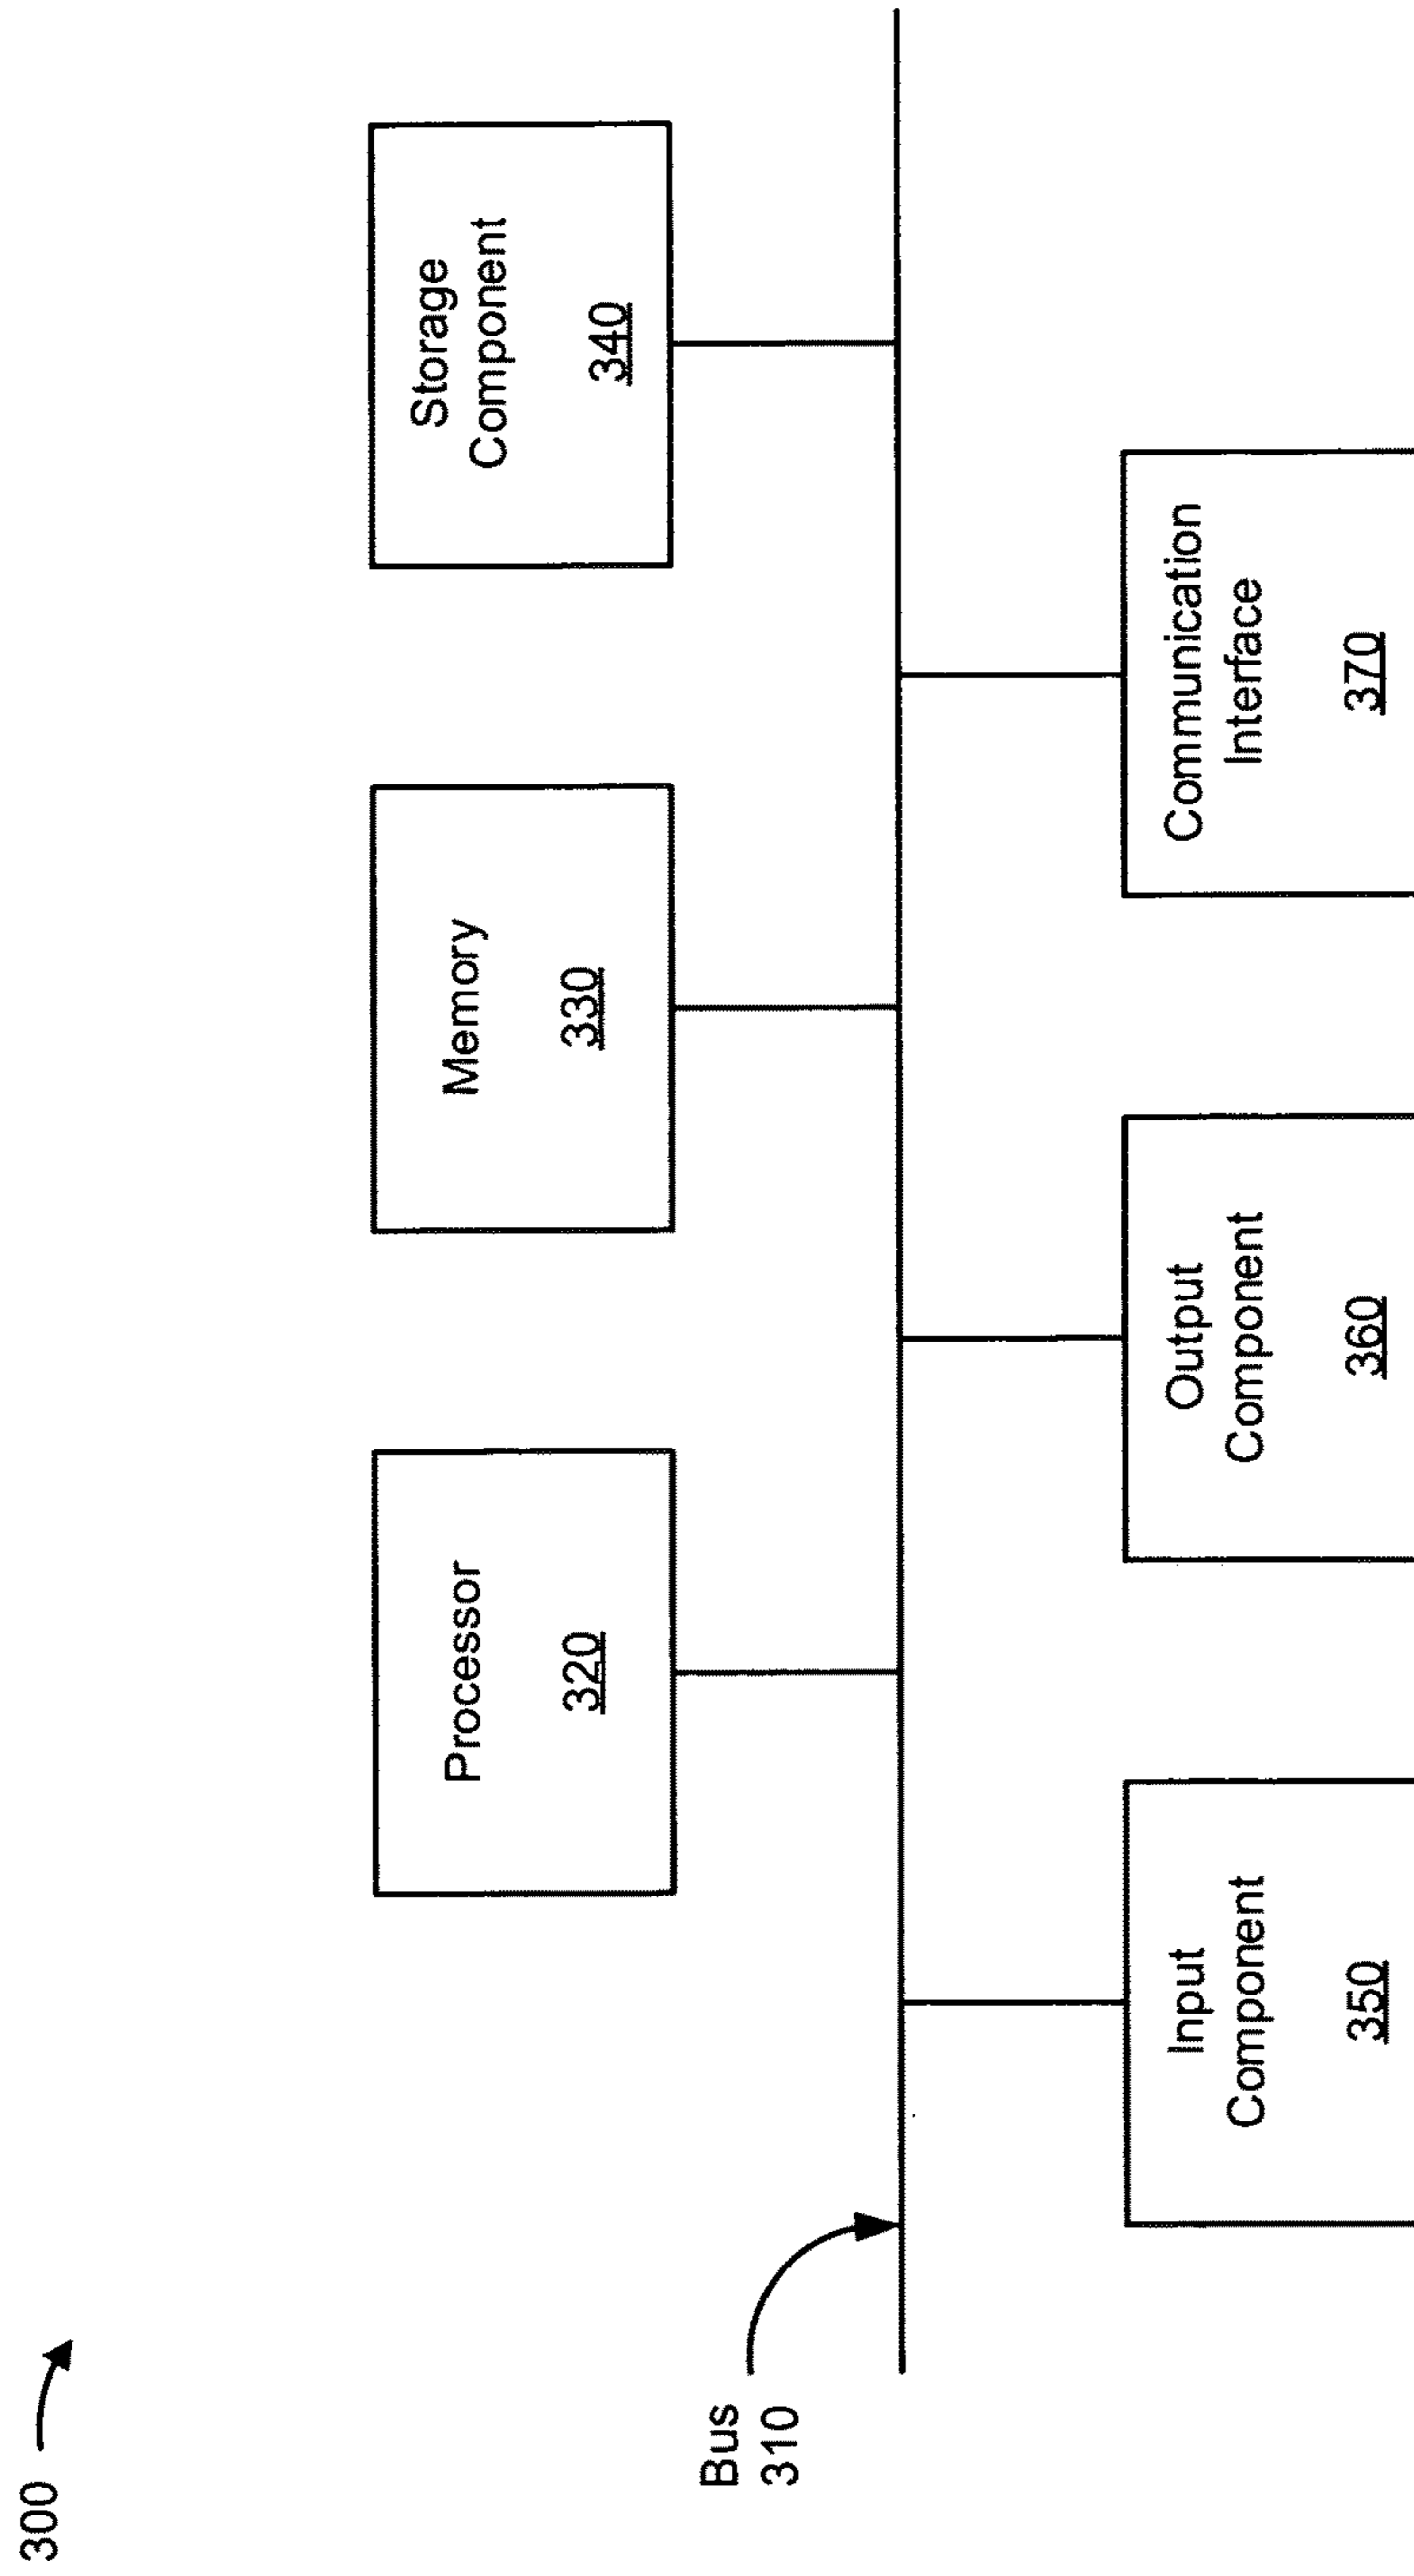 300
Processor
320
Memory
330
Storage
Component
340
Bus
310
Input
Component
350
Output
Component
360
Communication
Interface
370